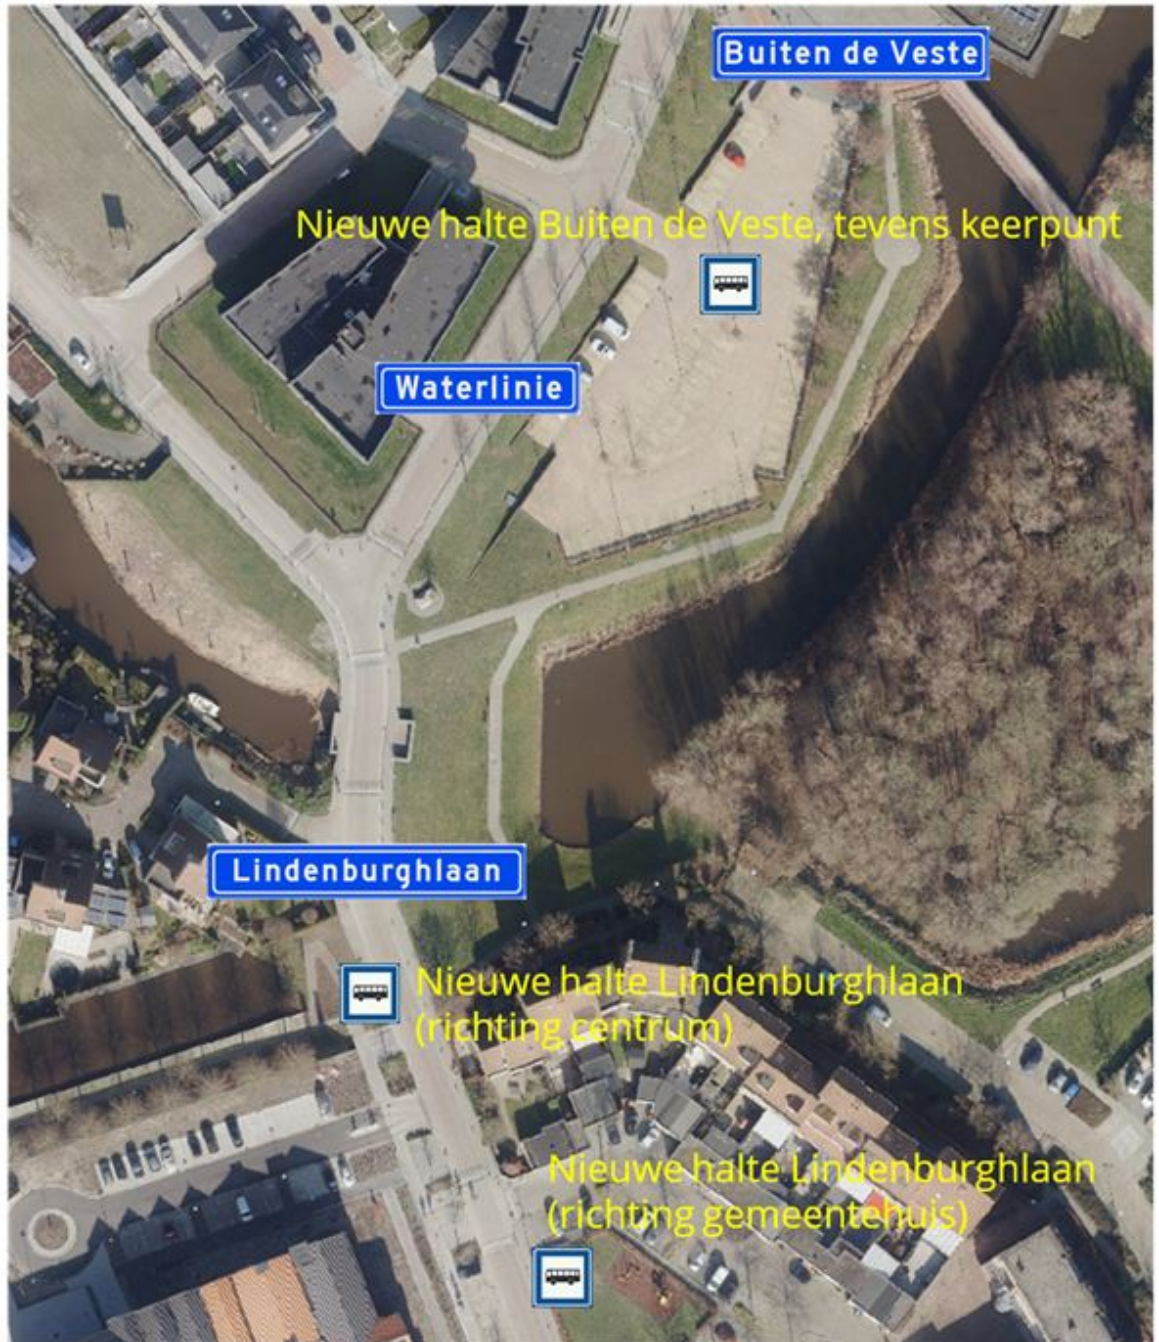 Buiten de Veste
Nieuwe halte Buiten de Veste, tevens keerpunt
Waterlinie
Lindenburghlaan
Nieuwe halte Lindenburghlaan
(richting centrum)
Nieuwe halte Lindenburghlaan
(richting gemeentehuis)